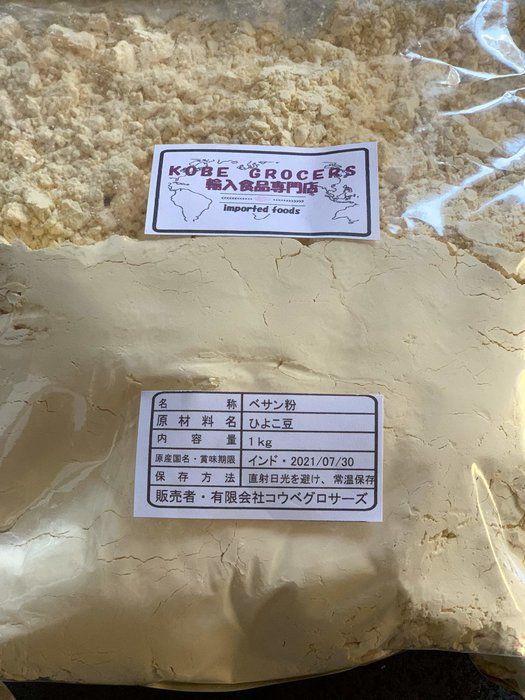 KOBE GROCERS
輸入食品専門店
imported foods
名 称 ベサン粉
原材料名 ひよこ豆
内容量 1kg
原産国名・賞味期限 インド・2021/07/30
保存方法 直射日光を避け、常温保存
販売者・有限会社コウベグロサーズ